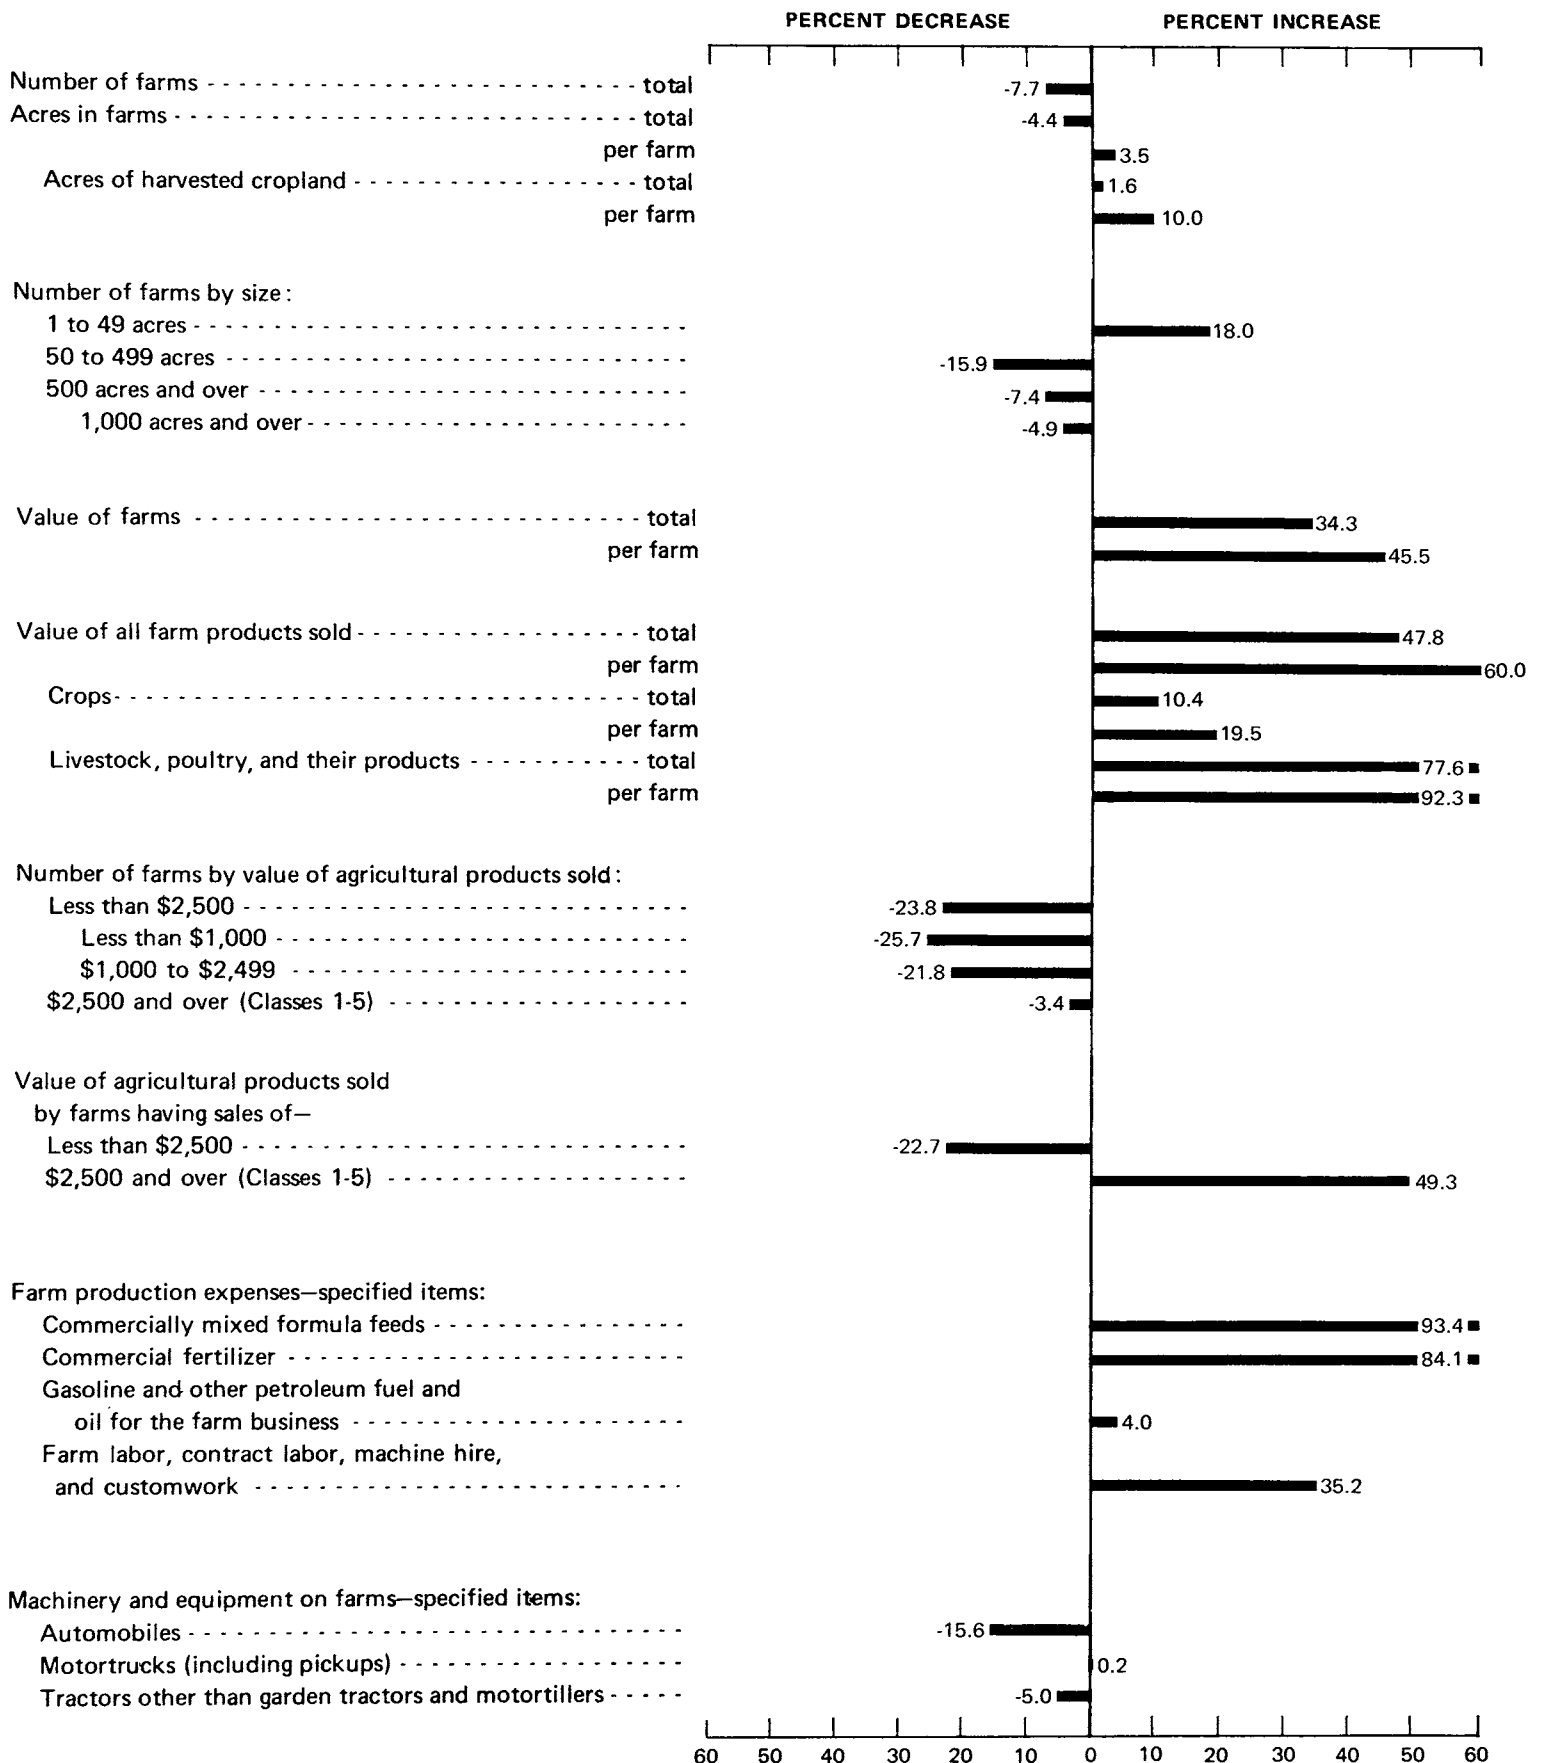 PERCENT DECREASE PERCENT INCREASE
Number of farms - - - - - - - - - - - - - - - - - - - - - - - - - - - total -7.7
Acres in farms - - - - - - - - - - - - - - - - - - - - - - - - - - - - - total -4.4
per farm 3.5
Acres of harvested cropland - - - - - - - - - - - - - - - - - - total 1.6
per farm 10.0
Number of farms by size:
1 to 49 acres - - - - - - - - - - - - - - - - - - - - - - - - - - - - - - - 18.0
50 to 499 acres - - - - - - - - - - - - - - - - - - - - - - - - - - - - - -15.9
500 acres and over - - - - - - - - - - - - - - - - - - - - - - - - - - - -7.4
1,000 acres and over - - - - - - - - - - - - - - - - - - - - - - - - -4.9
Value of farms - - - - - - - - - - - - - - - - - - - - - - - - - - - - total 34.3
per farm 45.5
Value of all farm products sold - - - - - - - - - - - - - - - - - - total 47.8
per farm 60.0
Crops - - - - - - - - - - - - - - - - - - - - - - - - - - - - - - - - - total 10.4
per farm 19.5
Livestock, poultry, and their products - - - - - - - - - - - total 77.6
per farm 92.3
Number of farms by value of agricultural products sold:
Less than $2,500 - - - - - - - - - - - - - - - - - - - - - - - - - - - - -23.8
Less than $1,000 - - - - - - - - - - - - - - - - - - - - - - - - - - -25.7
$1,000 to $2,499 - - - - - - - - - - - - - - - - - - - - - - - - - -21.8
$2,500 and over (Classes 1-5) - - - - - - - - - - - - - - - - - - - -3.4
Value of agricultural products sold
by farms having sales of—
Less than $2,500 - - - - - - - - - - - - - - - - - - - - - - - - - - - - -22.7
$2,500 and over (Classes 1-5) - - - - - - - - - - - - - - - - - - - 49.3
Farm production expenses—specified items:
Commercially mixed formula feeds - - - - - - - - - - - - - - - - 93.4
Commercial fertilizer - - - - - - - - - - - - - - - - - - - - - - - - - 84.1
Gasoline and other petroleum fuel and
oil for the farm business - - - - - - - - - - - - - - - - - - - - - 4.0
Farm labor, contract labor, machine hire,
and customwork - - - - - - - - - - - - - - - - - - - - - - - - - - - 35.2
Machinery and equipment on farms—specified items:
Automobiles - - - - - - - - - - - - - - - - - - - - - - - - - - - - - - - -15.6
Motortrucks (including pickups) - - - - - - - - - - - - - - - - - - 0.2
Tractors other than garden tractors and motortillers - - - - - -5.0
60 50 40 30 20 10 0 10 20 30 40 50 60